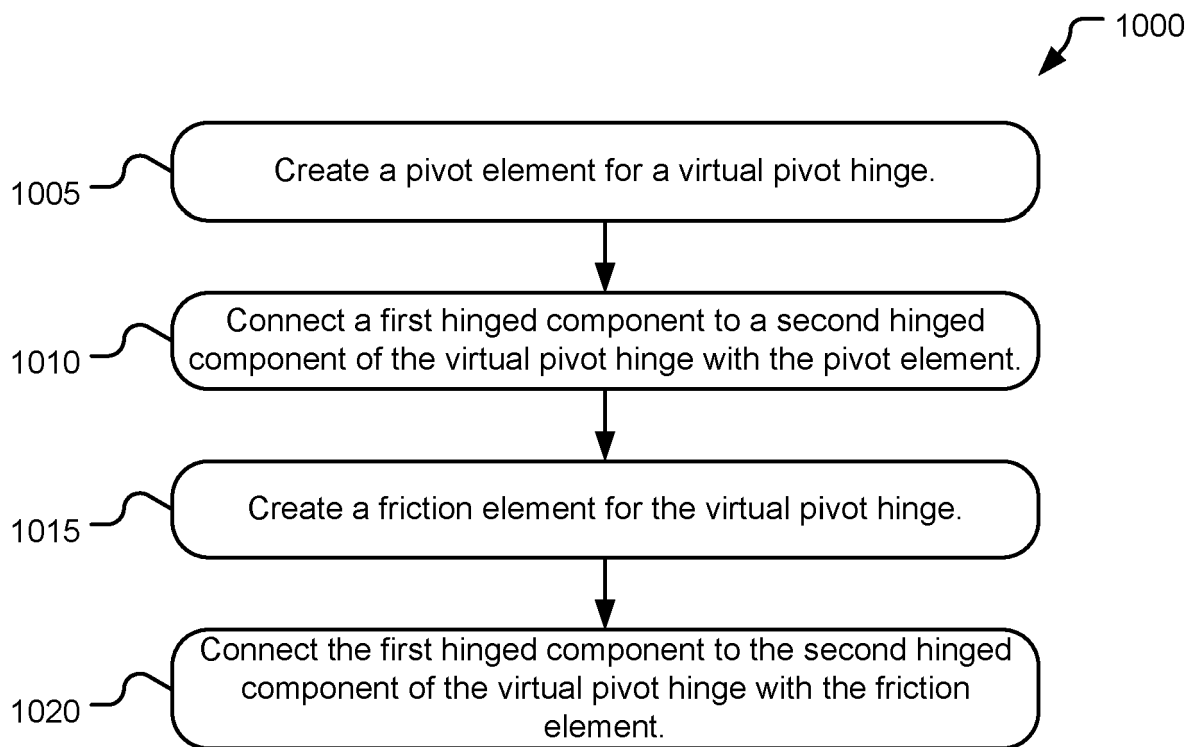 1000
1005
Create a pivot element for a virtual pivot hinge.
1010
Connect a first hinged component to a second hinged
component of the virtual pivot hinge with the pivot element.
1015
Create a friction element for the virtual pivot hinge.
1020
Connect the first hinged component to the second hinged
component of the virtual pivot hinge with the friction
element.